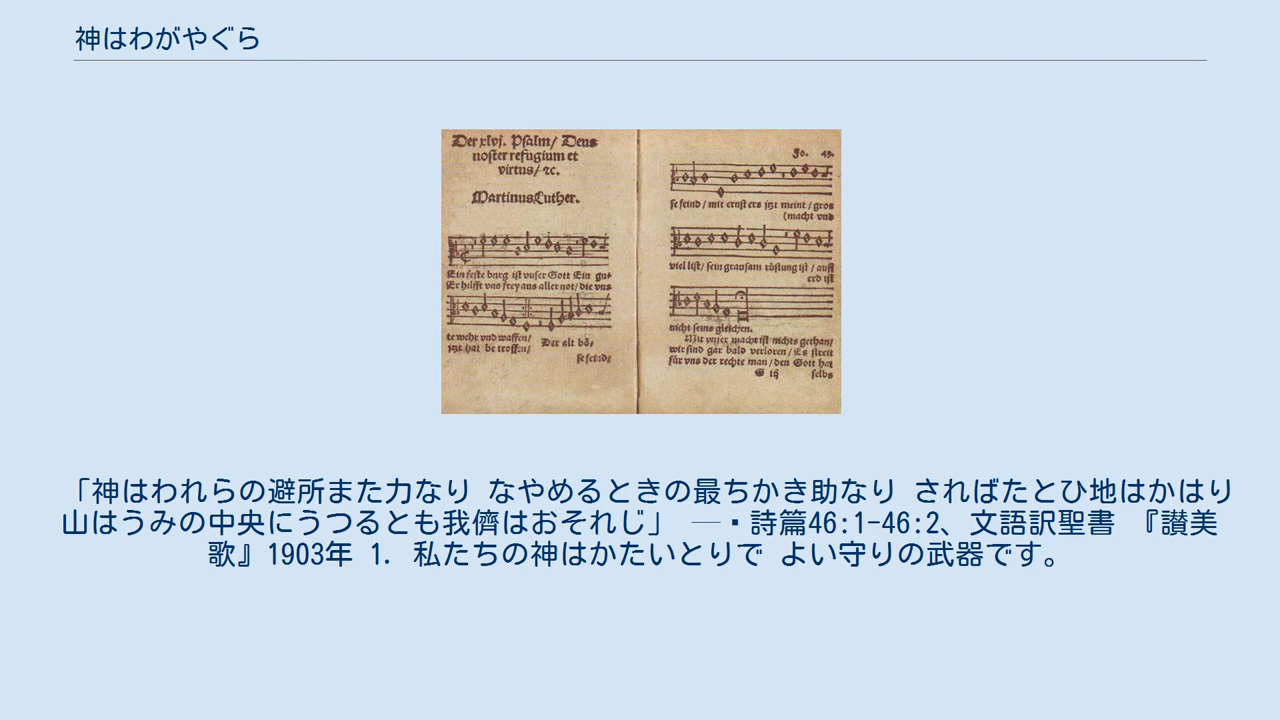 神はわがやぐら
Der xlvj. Psalm/ Deus
noster refugium et
virtus/ ꝛc.
Martinus Luther.
Ein feste burg ist vnser Gott Ein gu-
Er hilfft vns frey aus aller not/ die vns
te wehr vnd waffen/ Der alt bö-
jtzt hat be troffen/
se feind/
Fo. 43.
se feind / mit ernst ers jtzt meint / gros
(macht vnd
viel list/ sein grausam rüstung ist / auff
erd ist
nicht seins gleichen.
Mit vnser macht ist nichts gethan/
wir sind gar bald verloren/ Es streit
für vns der rechte man/ den Gott hat
G iij selbs
「神はわれらの避所また力なり なやめるときの最ちかき助なり さればたとひ地はかはり
山はうみの中央にうつるとも我儕はおそれじ」 ―・詩篇46:1-46:2、文語訳聖書 『讃美
歌』1903年 1. 私たちの神はかたいとりで よい守りの武器です。